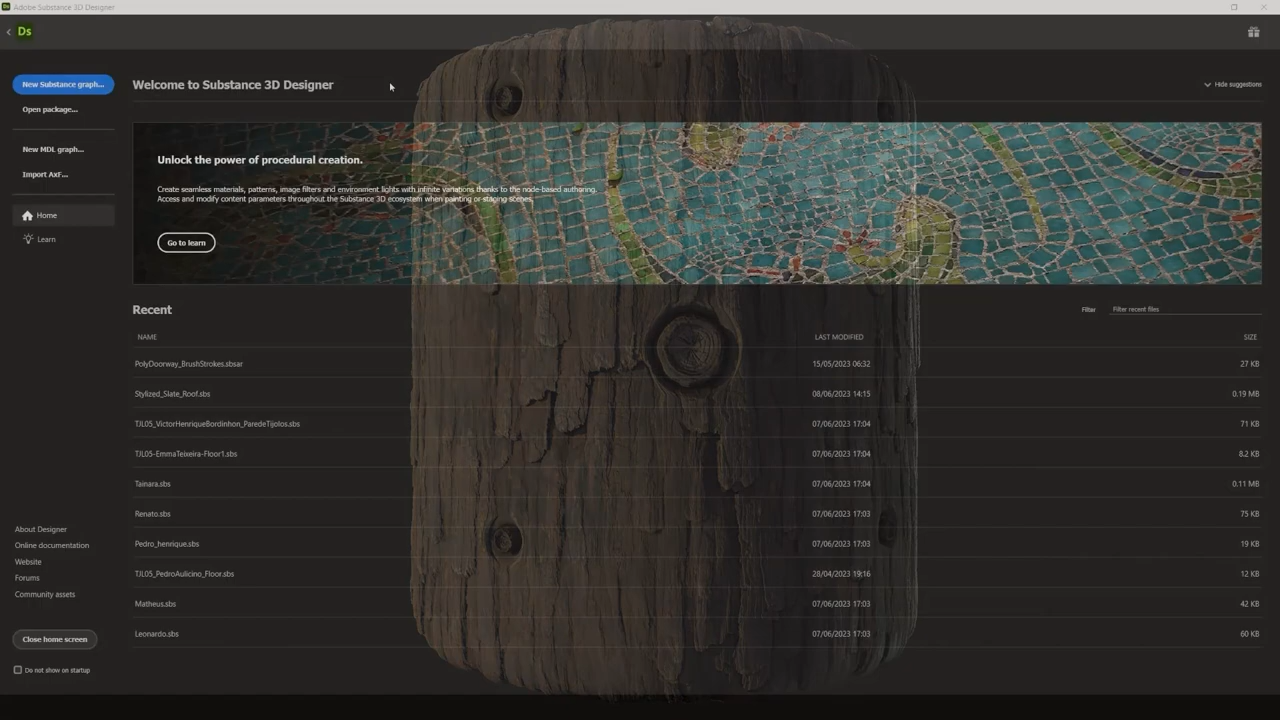 Adobe Substance 3D Designer
Ds
New Substance graph...
Open package...
New MDL graph...
Import AxF...
Home
Learn
Welcome to Substance 3D Designer
Hide suggestions
Unlock the power of procedural creation.
Create seamless materials, patterns, image filters and environment lights with infinite variations thanks to the node-based authoring.
Access and modify content parameters throughout the Substance 3D ecosystem when painting or staging scenes.
Go to learn
Recent
Filter
Filter recent files
NAME LAST MODIFIED SIZE
PolyDoorway_BrushStrokes.sbsar 15/05/2023 06:32 27 KB
Stylized_Slate_Roof.sbs 08/06/2023 14:15 0.19 MB
TJL05_VictorHenriqueBordinhon_ParedeTijolos.sbs 07/06/2023 17:04 71 KB
TJL05-EmmaTeixeira-Floor1.sbs 07/06/2023 17:04 8.2 KB
Tainara.sbs 07/06/2023 17:04 0.11 MB
Renato.sbs 07/06/2023 17:03 75 KB
Pedro_henrique.sbs 07/06/2023 17:03 19 KB
TJL05_PedroAulicino_Floor.sbs 28/04/2023 19:16 12 KB
Matheus.sbs 07/06/2023 17:03 42 KB
Leonardo.sbs 07/06/2023 17:03 60 KB
About Designer
Online documentation
Website
Forums
Community assets
Close home screen
Do not show on startup